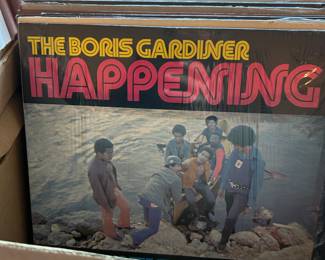 THE BORIS GARDINER
HAPPENING